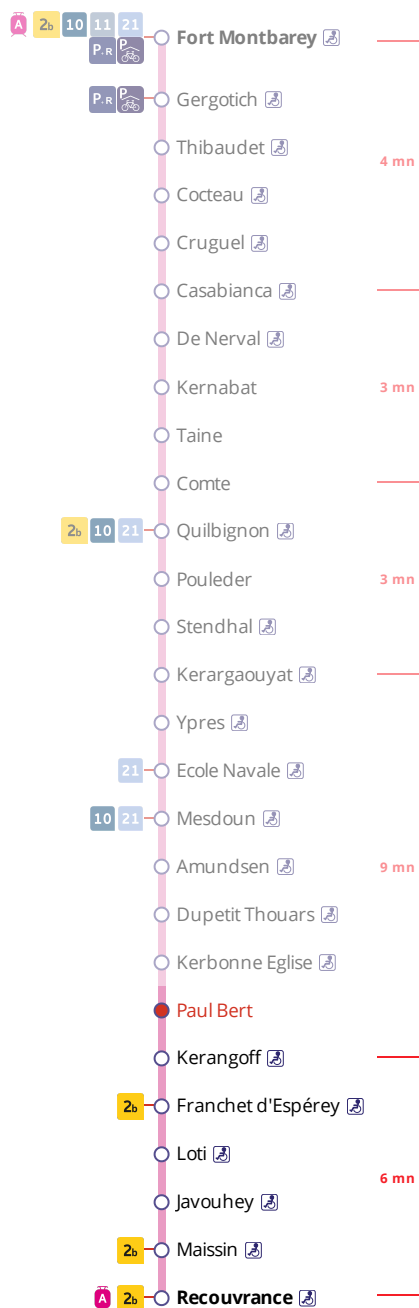 A 2b 10 11 21
Fort Montbarey
P+R P
P+R P Gergotich
Thibaudet
4 mn
Cocteau
Cruguel
Casabianca
De Nerval
Kernabat 3 mn
Taine
Comte
2b 10 21 Quilbignon
Pouleder 3 mn
Stendhal
Kerargaouyat
Ypres
21 Ecole Navale
10 21 Mesdoun
Amundsen 9 mn
Dupetit Thouars
Kerbonne Eglise
Paul Bert
Kerangoff
2b Franchet d'Espérey
Loti
6 mn
Javouhey
2b Maissin
A 2b Recouvrance